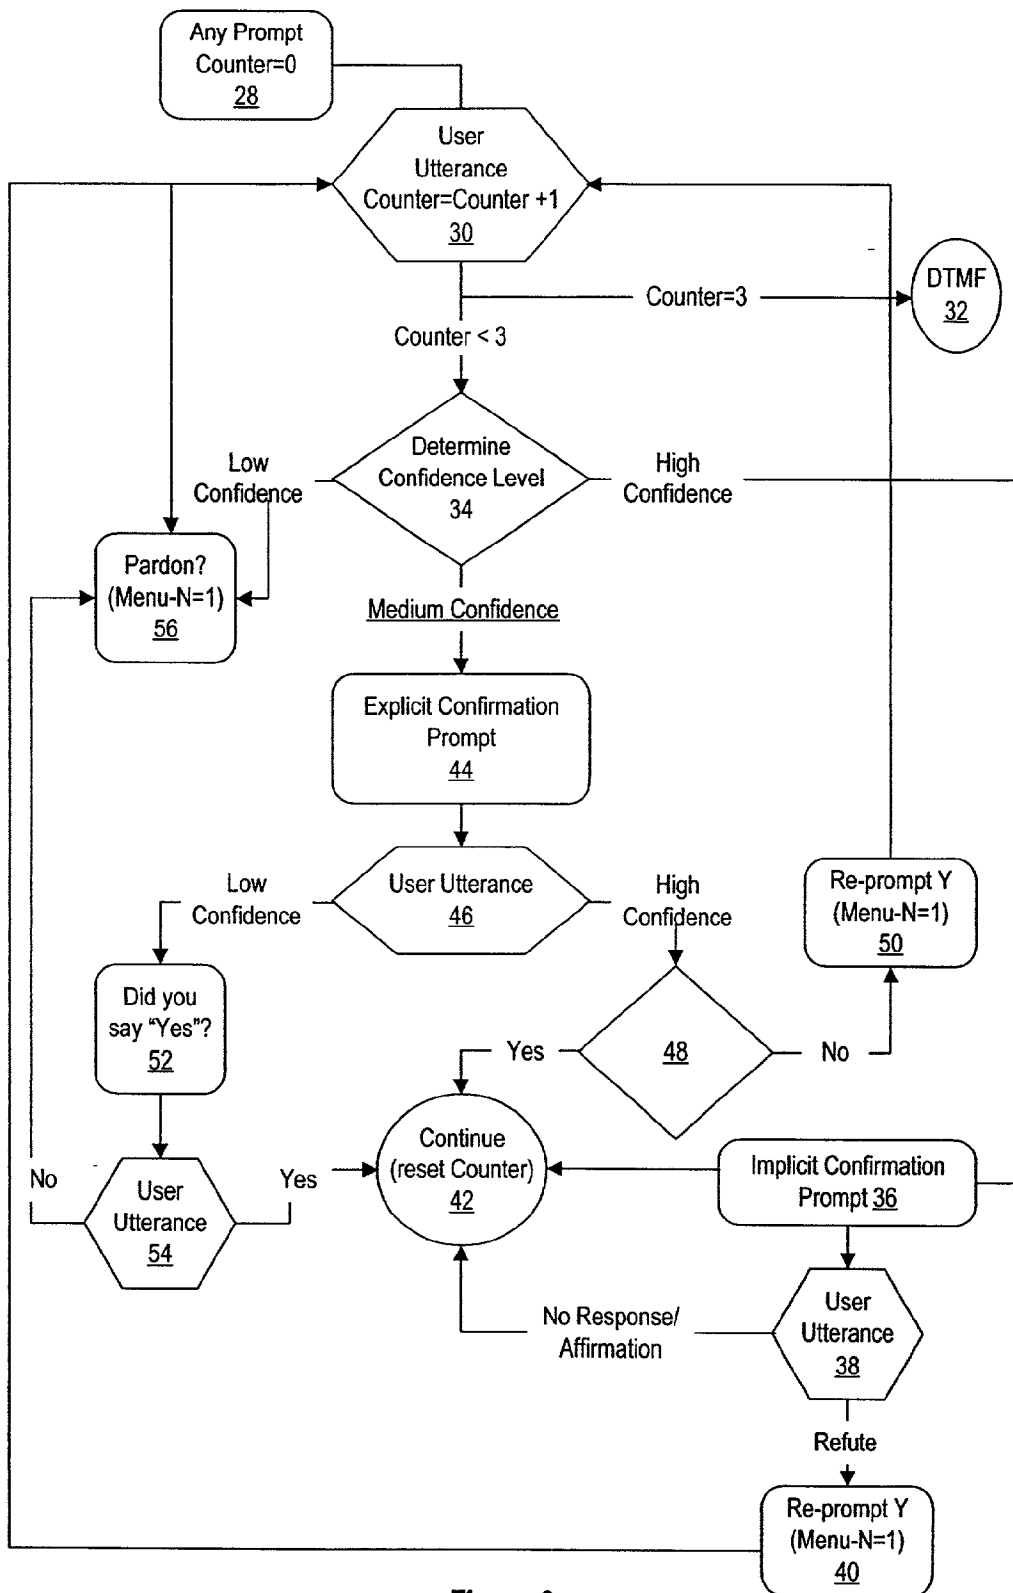 Any Prompt
Counter=0
28
User
Utterance
Counter=Counter +1
30
DTMF
32
Counter=3
Counter < 3
Determine
Confidence Level
34
Low
Confidence
High
Confidence
Pardon?
(Menu-N=1)
56
Medium Confidence
Explicit Confirmation
Prompt
44
User Utterance
46
Low
Confidence
High
Confidence
Re-prompt Y
(Menu-N=1)
50
Did you
say “Yes”?
52
Yes
48
No
Continue
(reset Counter)
42
Implicit Confirmation
Prompt 36
No
User
Utterance
54
Yes
No Response/
Affirmation
User
Utterance
38
Refute
Re-prompt Y
(Menu-N=1)
40